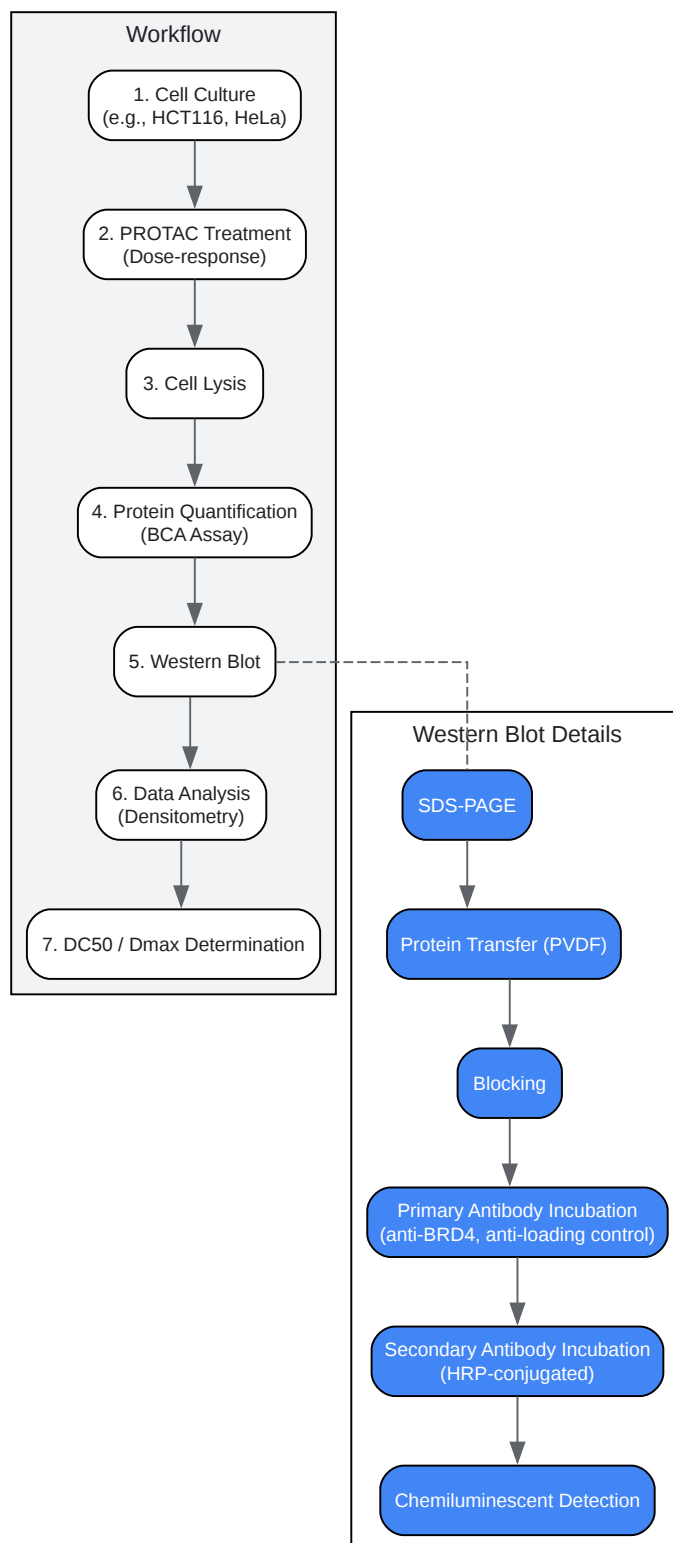 Workflow
1. Cell Culture
(e.g., HCT116, HeLa)
2. PROTAC Treatment
(Dose-response)
3. Cell Lysis
4. Protein Quantification
(BCA Assay)
5. Western Blot
6. Data Analysis
(Densitometry)
7. DC50 / Dmax Determination
Western Blot Details
SDS-PAGE
Protein Transfer (PVDF)
Blocking
Primary Antibody Incubation
(anti-BRD4, anti-loading control)
Secondary Antibody Incubation
(HRP-conjugated)
Chemiluminescent Detection